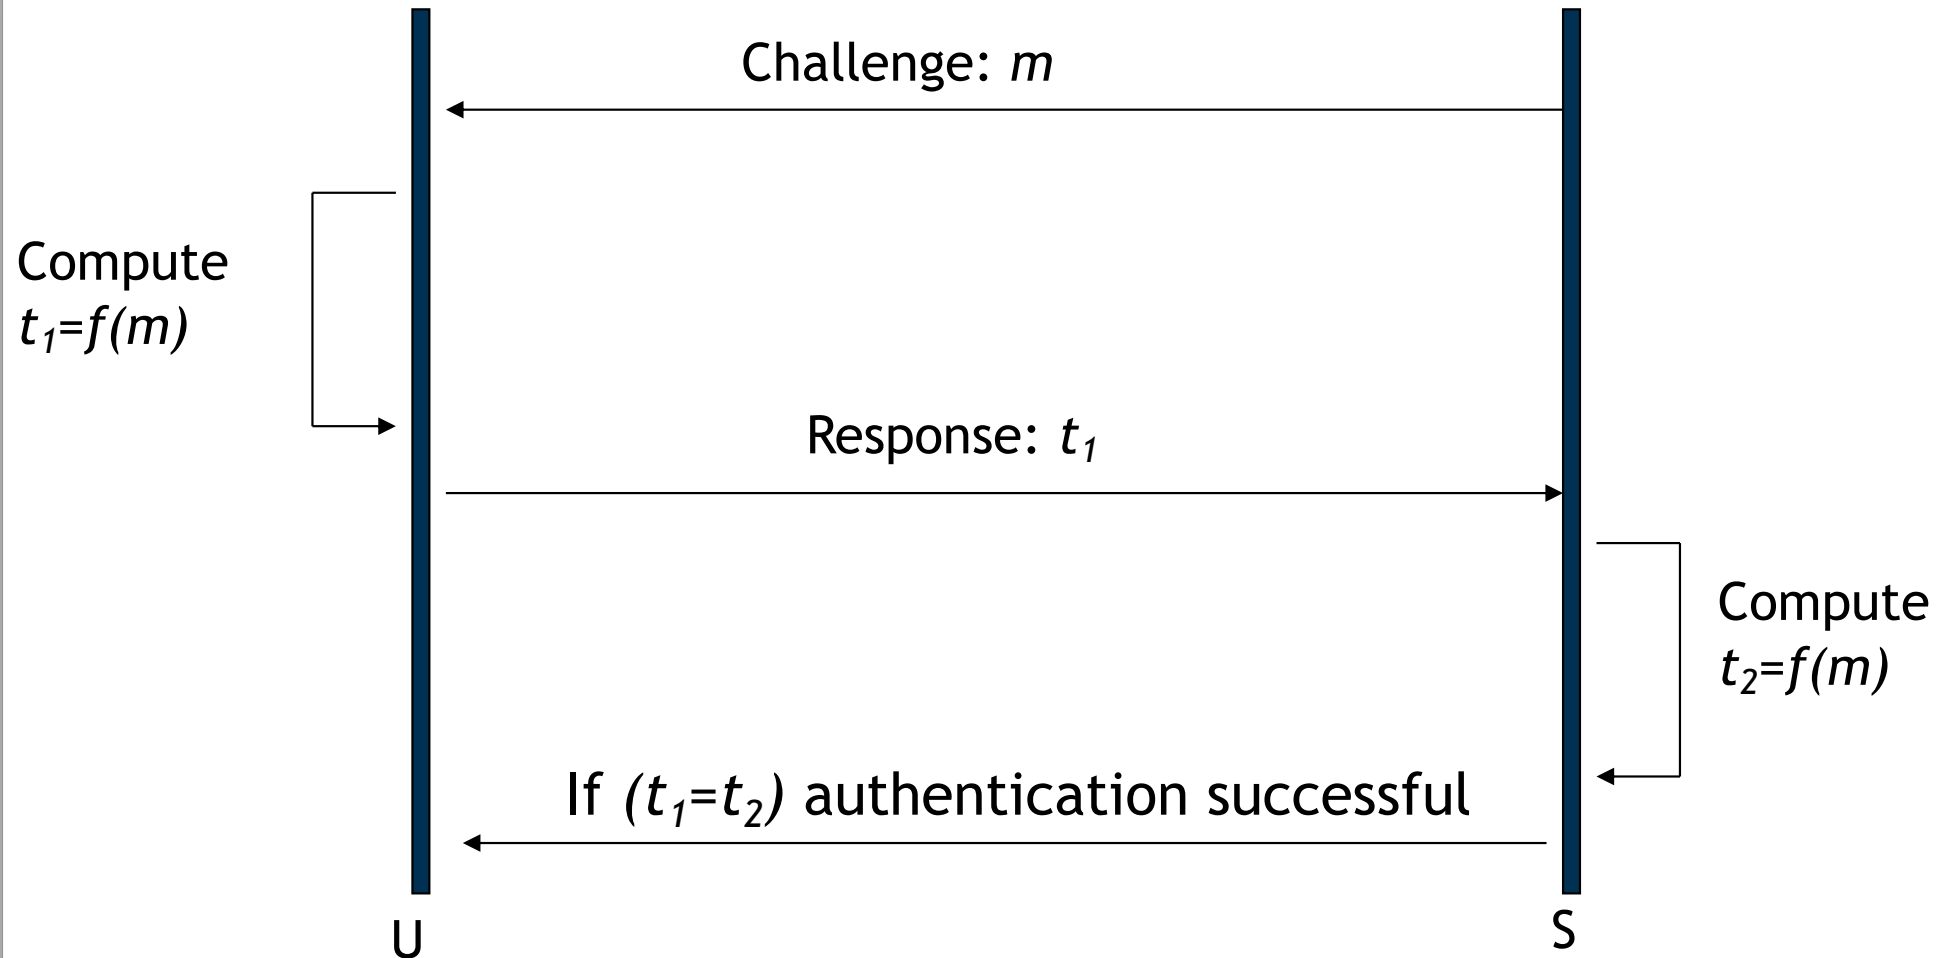 Challenge: m
Compute
t₁=f(m)
Response: t₁
Compute
t₂=f(m)
If (t₁=t₂) authentication successful
U
S